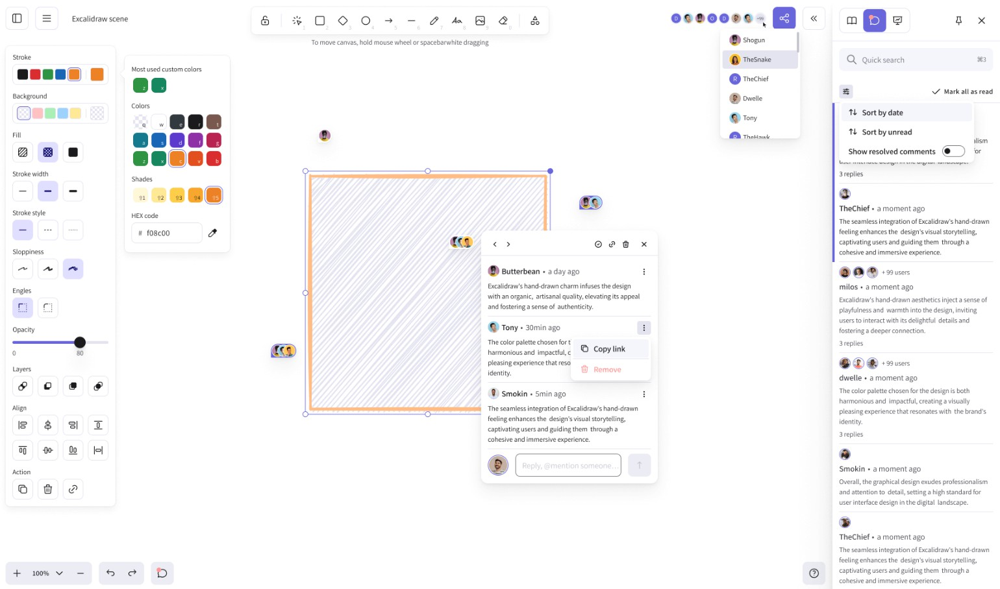 Excalidraw scene
1
2
3
4
5
6
7
8
9
0
To move canvas, hold mouse wheel or spacebarwhite dragging
D
O
D
+99
Shogun
TheSnake
R TheChief
Dwelle
Tony
R TheHawk
Stroke
Background
Fill
Stroke width
Stroke style
Sloppiness
Engles
Opacity
0
80
Layers
Align
Action
Most used custom colors
z
x
Colors
q
w
e
r
t
a
s
d
f
g
z
x
c
v
b
Shades
⇧1
⇧2
⇧3
⇧4
⇧5
HEX code
# f08c00
Butterbean • a day ago
Excalidraw's hand-drawn charm infuses the design
with an organic, artisanal quality, elevating its appeal
and fostering a sense of authenticity.
Tony • 30min ago
The color palette chosen for t
harmonious and impactful, c
pleasing experience that reso
identity.
Copy link
Remove
Smokin • 5min ago
The seamless integration of Excalidraw's hand-drawn
feeling enhances the design's visual storytelling,
captivating users and guiding them through a
cohesive and immersive experience.
Reply, @mention someone...
100%
Quick search
⌘3
Mark all as read
Sort by date
Sort by unread
Show resolved comments
alism
for
user interface design in the digital landscape.
3 replies
TheChief • a moment ago
The seamless integration of Excalidraw's hand-drawn
feeling enhances the design's visual storytelling,
captivating users and guiding them through a
cohesive and immersive experience.
+ 99 users
milos • a moment ago
Excalidraw's hand-drawn aesthetics inject a sense of
playfulness and warmth into the design, inviting
users to interact with its delightful details and
fostering a deeper connection.
3 replies
+ 99 users
dwelle • a moment ago
The color palette chosen for the design is both
harmonious and impactful, creating a visually
pleasing experience that resonates with the brand's
identity.
3 replies
Smokin • a moment ago
Overall, the graphical design exudes professionalism
and attention to detail, setting a high standard for
user interface design in the digital landscape.
TheChief • a moment ago
The seamless integration of Excalidraw's hand-drawn
feeling enhances the design's visual storytelling,
captivating users and guiding them through a
cohesive and immersive experience.